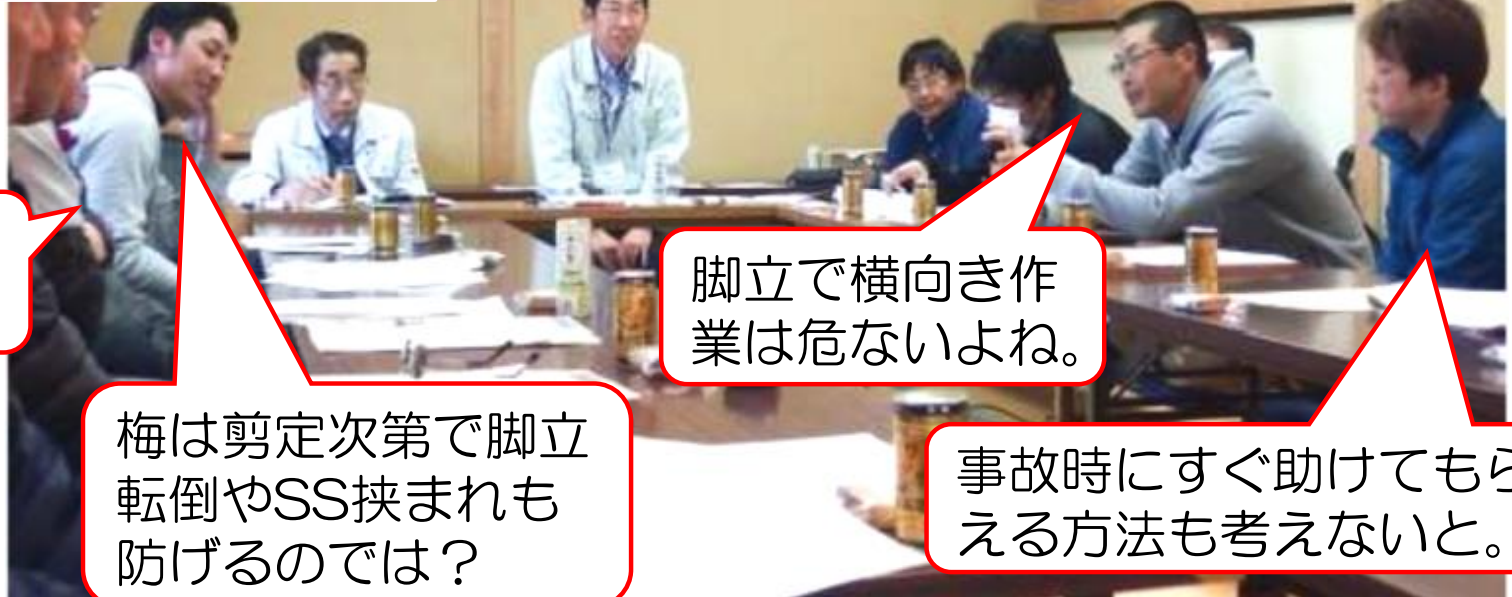 梅は剪定次第で脚立
転倒やSS挟まれも
防げるのでは？
脚立で横向き作
業は危ないよね。
事故時にすぐ助けてもら
える方法も考えないと。